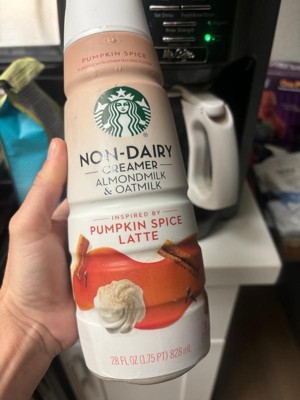 PUMPKIN SPICE
NON-DAIRY
CREAMER
ALMONDMILK
& OATMILK
INSPIRED BY
PUMPKIN SPICE
LATTE
28 FL OZ (1.75 PT) 828 mL